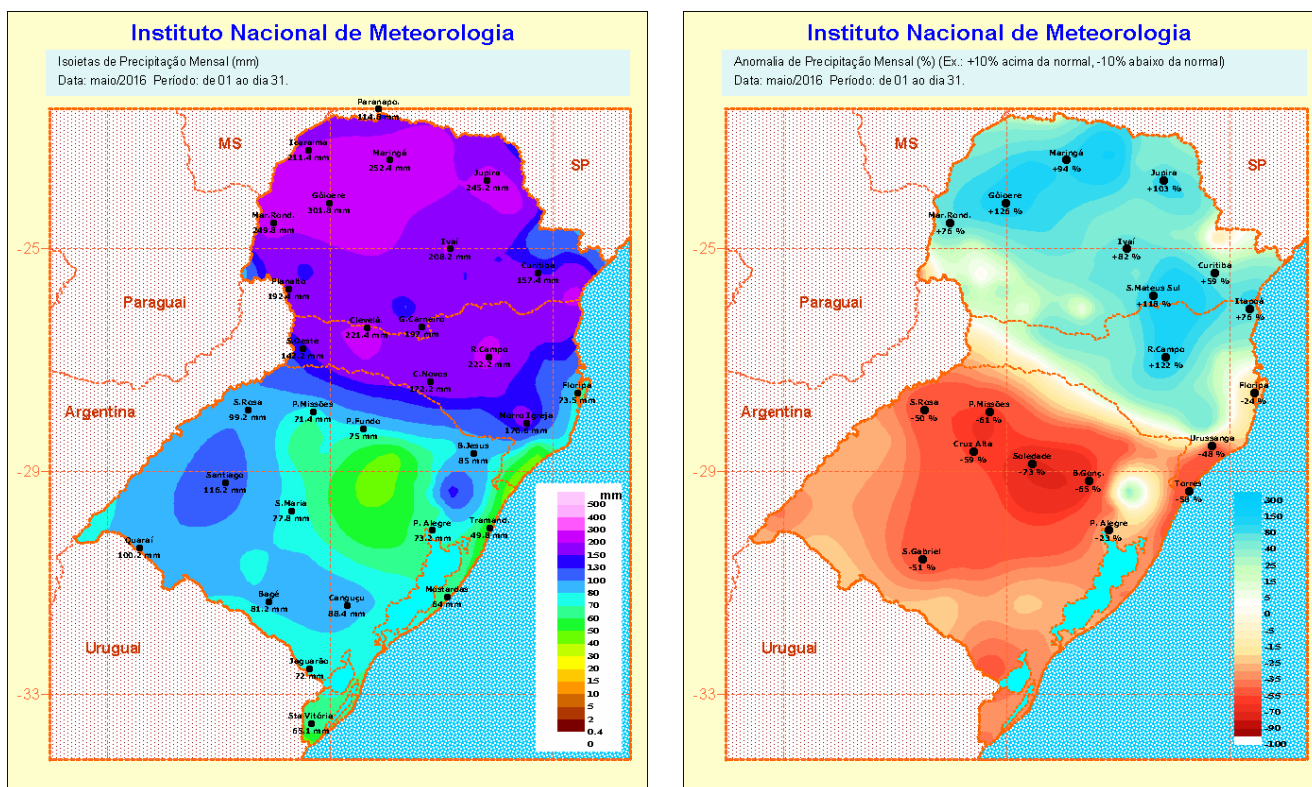 Instituto Nacional de Meteorologia
Isoietas de Precipitação Mensal (mm)
Data: maio/2016 Período: de 01 ao dia 31.
Paranapo.
114.8 mm
MS
Icaraíma
211.4 mm
Maringá
252.4 mm
SP
Jupira
245.2 mm
Góioere
301.8 mm
Mar.Rond.
249.8 mm
Ivaí
208.2 mm
-25
Curitiba
157.4 mm
Planalto
192.4 mm
Paraguai
Clevelâ
221.4 mm
G.Carneiro
197 mm
S.Oeste
142.2 mm
R.Campo
222.2 mm
C.Novos
172.2 mm
Floripa
73.5 mm
Argentina
S.Rosa
99.2 mm
P.Missões
71.4 mm
P.Fundo
75 mm
Morro Igreja
B.Jesus
85 mm
-29
Santiago
116.2 mm
S.Maria
77.8 mm
P. Alegre
73.2 mm
Tramand.
49.8 mm
Quaraí
100.2 mm
Bagé
81.2 mm
Canguçu
88.4 mm
Mostardas
64 mm
Uruguai
Jaguarão
72 mm
-33
Sta Vitória
65.1 mm
mm
500
400
300
200
150
130
100
80
70
60
50
40
30
20
15
10
5
2
0.4
0
Instituto Nacional de Meteorologia
Anomalia de Precipitação Mensal (%) (Ex.: +10% acima da normal, -10% abaixo da normal)
Data: maio/2016 Período: de 01 ao dia 31.
MS
Maringá
+94 %
SP
Jupira
+103 %
Góioere
+126 %
Mar.Rond.
+76 %
Ivaí
+82 %
-25
Curitiba
+59 %
S.Mateus Sul
+118 %
Itapoá
+76 %
Paraguai
R.Campo
+122 %
Floripa
-24 %
Argentina
S.Rosa
-50 %
P.Missões
-61 %
Urussanga
-48 %
Cruz Alta
-59 %
Soledade
-73 %
-29
B.Gonç.
-65 %
Torres
-58 %
P. Alegre
-23 %
S.Gabriel
-51 %
Uruguai
-33
300
150
80
40
25
15
5
0
-5
-15
-25
-35
-55
-70
-90
-100